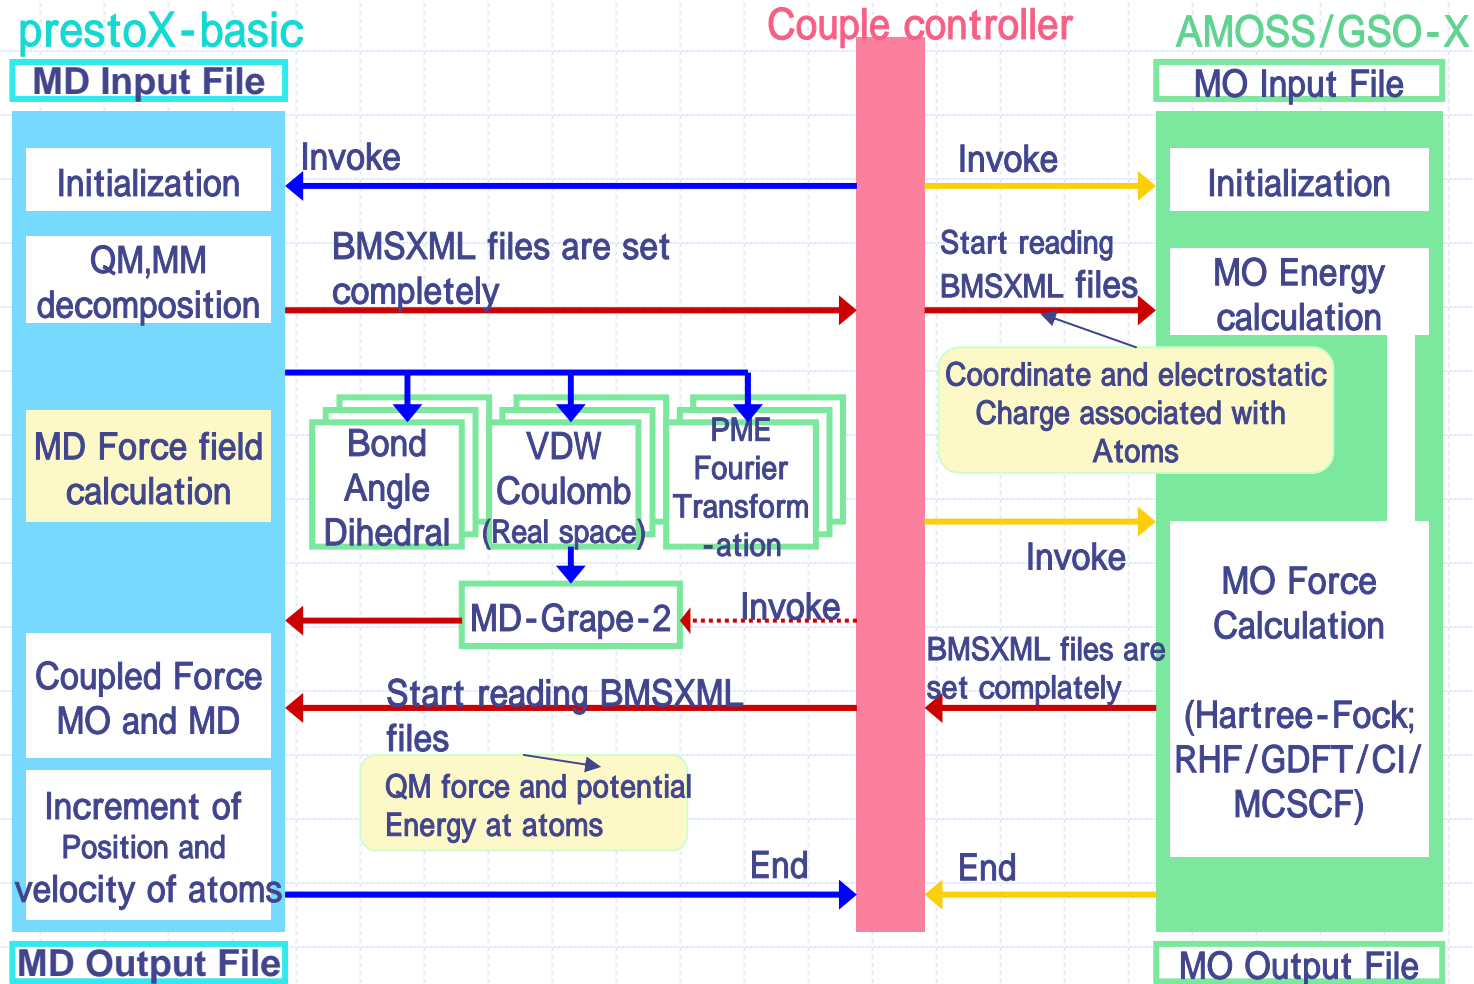 prestoX-basic
Couple controller
AMOSS/GSO-X
MD Input File
MO Input File
Invoke
Invoke
Initialization
Initialization
QM,MM
decomposition
BMSXML files are set
completely
Start reading
BMSXML files
MO Energy
calculation
Coordinate and electrostatic
Charge associated with
Atoms
MD Force field
calculation
Bond
Angle
Dihedral
VDW
Coulomb
(Real space)
PME
Fourier
Transform
-ation
Invoke
MD-Grape-2
Invoke
MO Force
Calculation
(Hartree-Fock;
RHF/GDFT/CI/
MCSCF)
BMSXML files are
set complately
Coupled Force
MO and MD
Start reading BMSXML
files
QM force and potential
Energy at atoms
Increment of
Position and
velocity of atoms
End
End
MD Output File
MO Output File